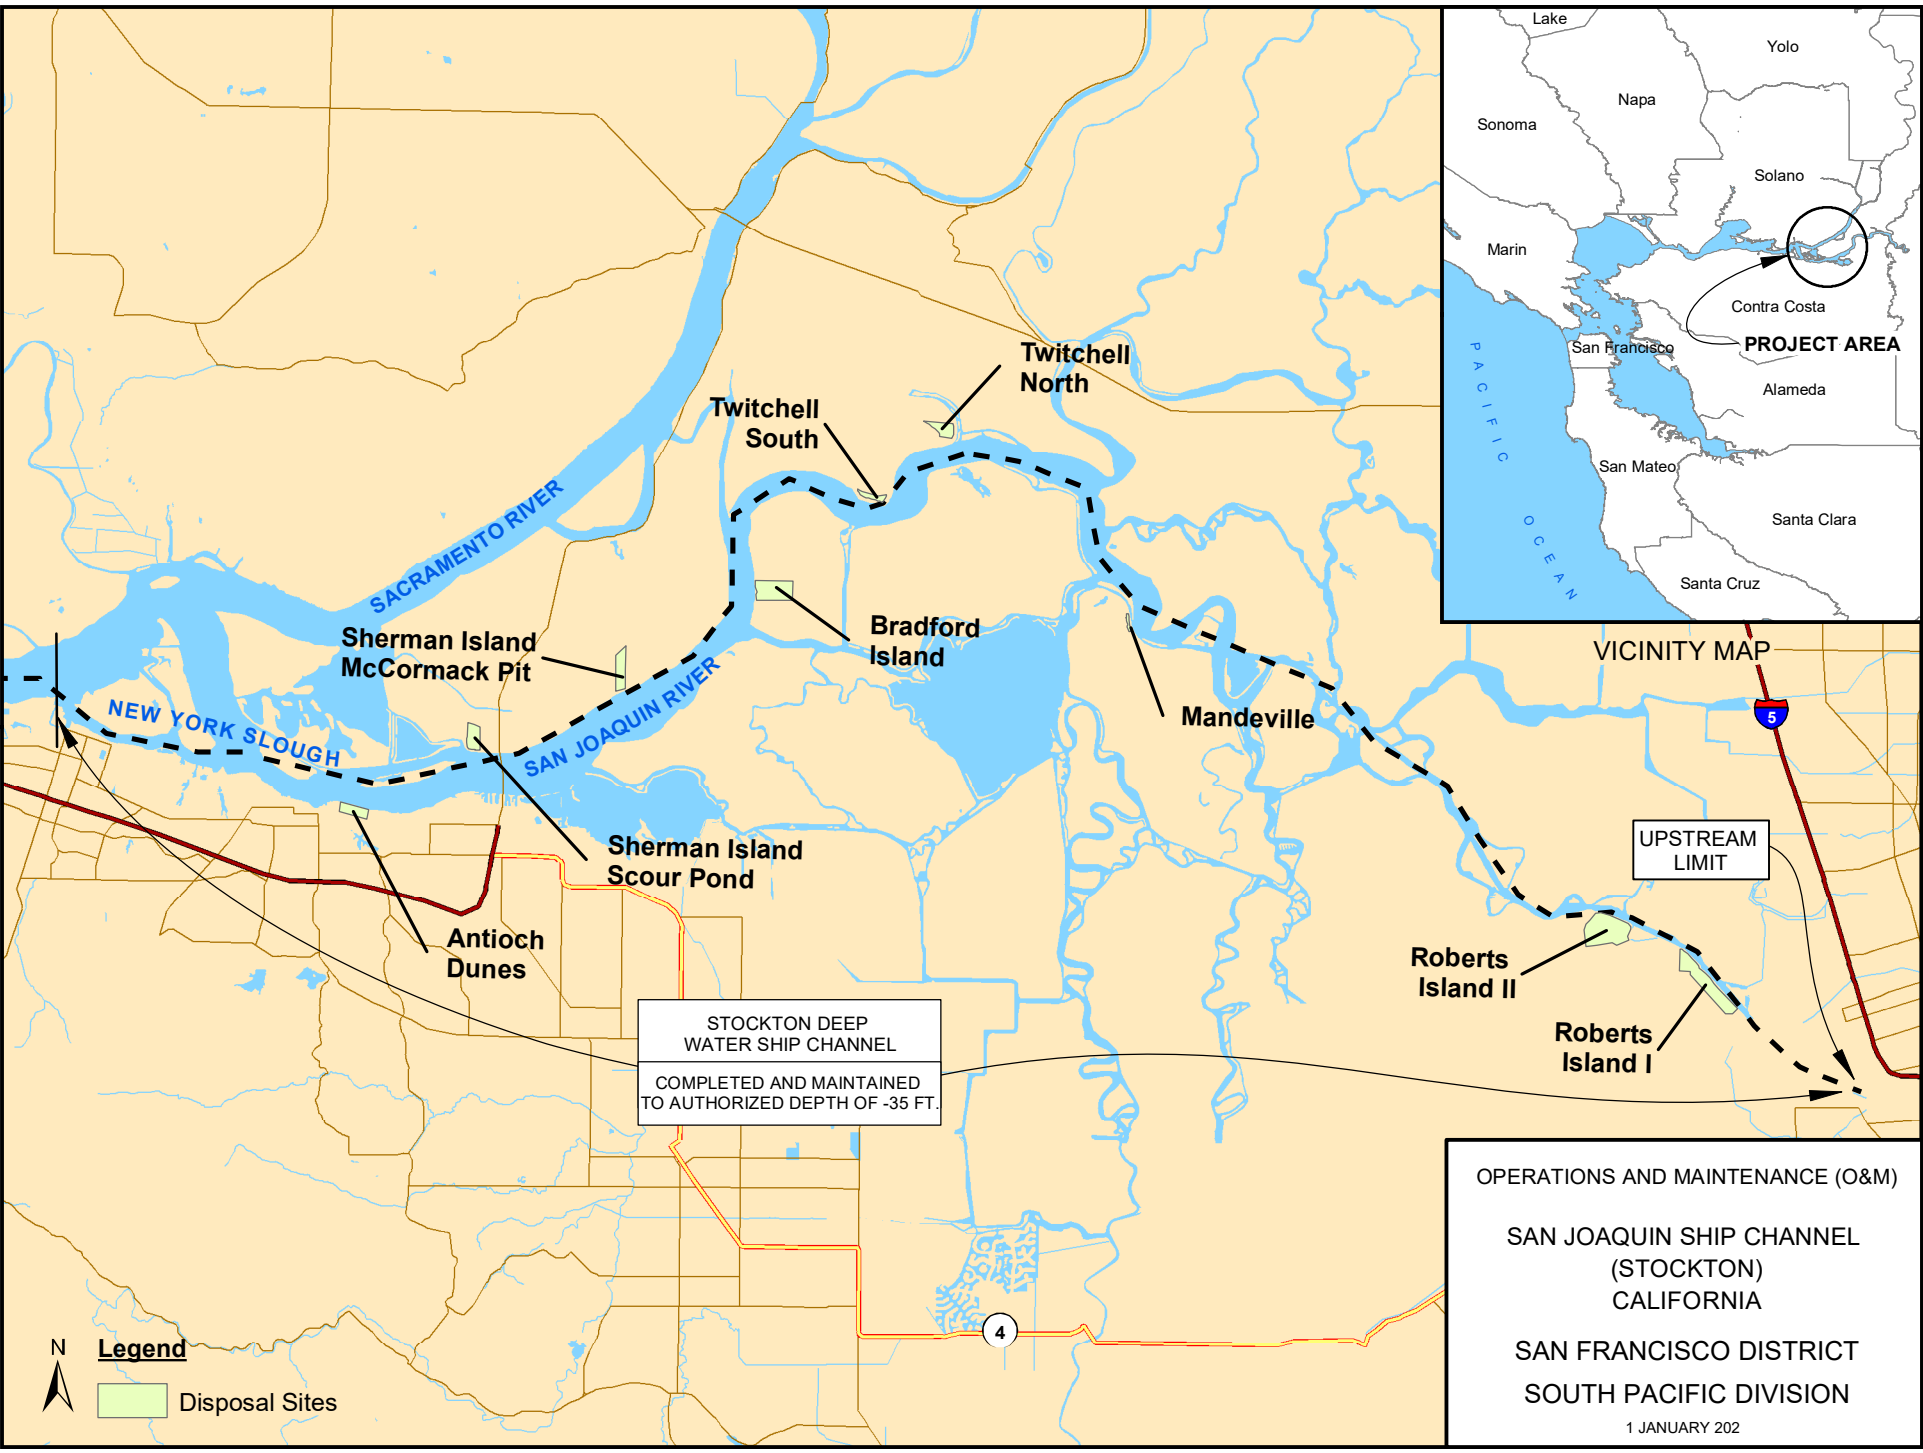 Lake
Yolo
Napa
Sonoma
Solano
Marin
Contra Costa
San Francisco
PROJECT AREA
Alameda
San Mateo
Santa Clara
Santa Cruz
PACIFIC
OCEAN
VICINITY MAP
5
Twitchell
North
Twitchell
South
SACRAMENTO RIVER
Bradford
Island
Sherman Island
McCormack Pit
SAN JOAQUIN RIVER
NEW YORK SLOUGH
Mandeville
Sherman Island
Scour Pond
UPSTREAM
LIMIT
Antioch
Dunes
Roberts
Island II
Roberts
Island I
STOCKTON DEEP
WATER SHIP CHANNEL
COMPLETED AND MAINTAINED
TO AUTHORIZED DEPTH OF -35 FT.
4
N
Legend
Disposal Sites
OPERATIONS AND MAINTENANCE (O&M)
SAN JOAQUIN SHIP CHANNEL
(STOCKTON)
CALIFORNIA
SAN FRANCISCO DISTRICT
SOUTH PACIFIC DIVISION
1 JANUARY 202